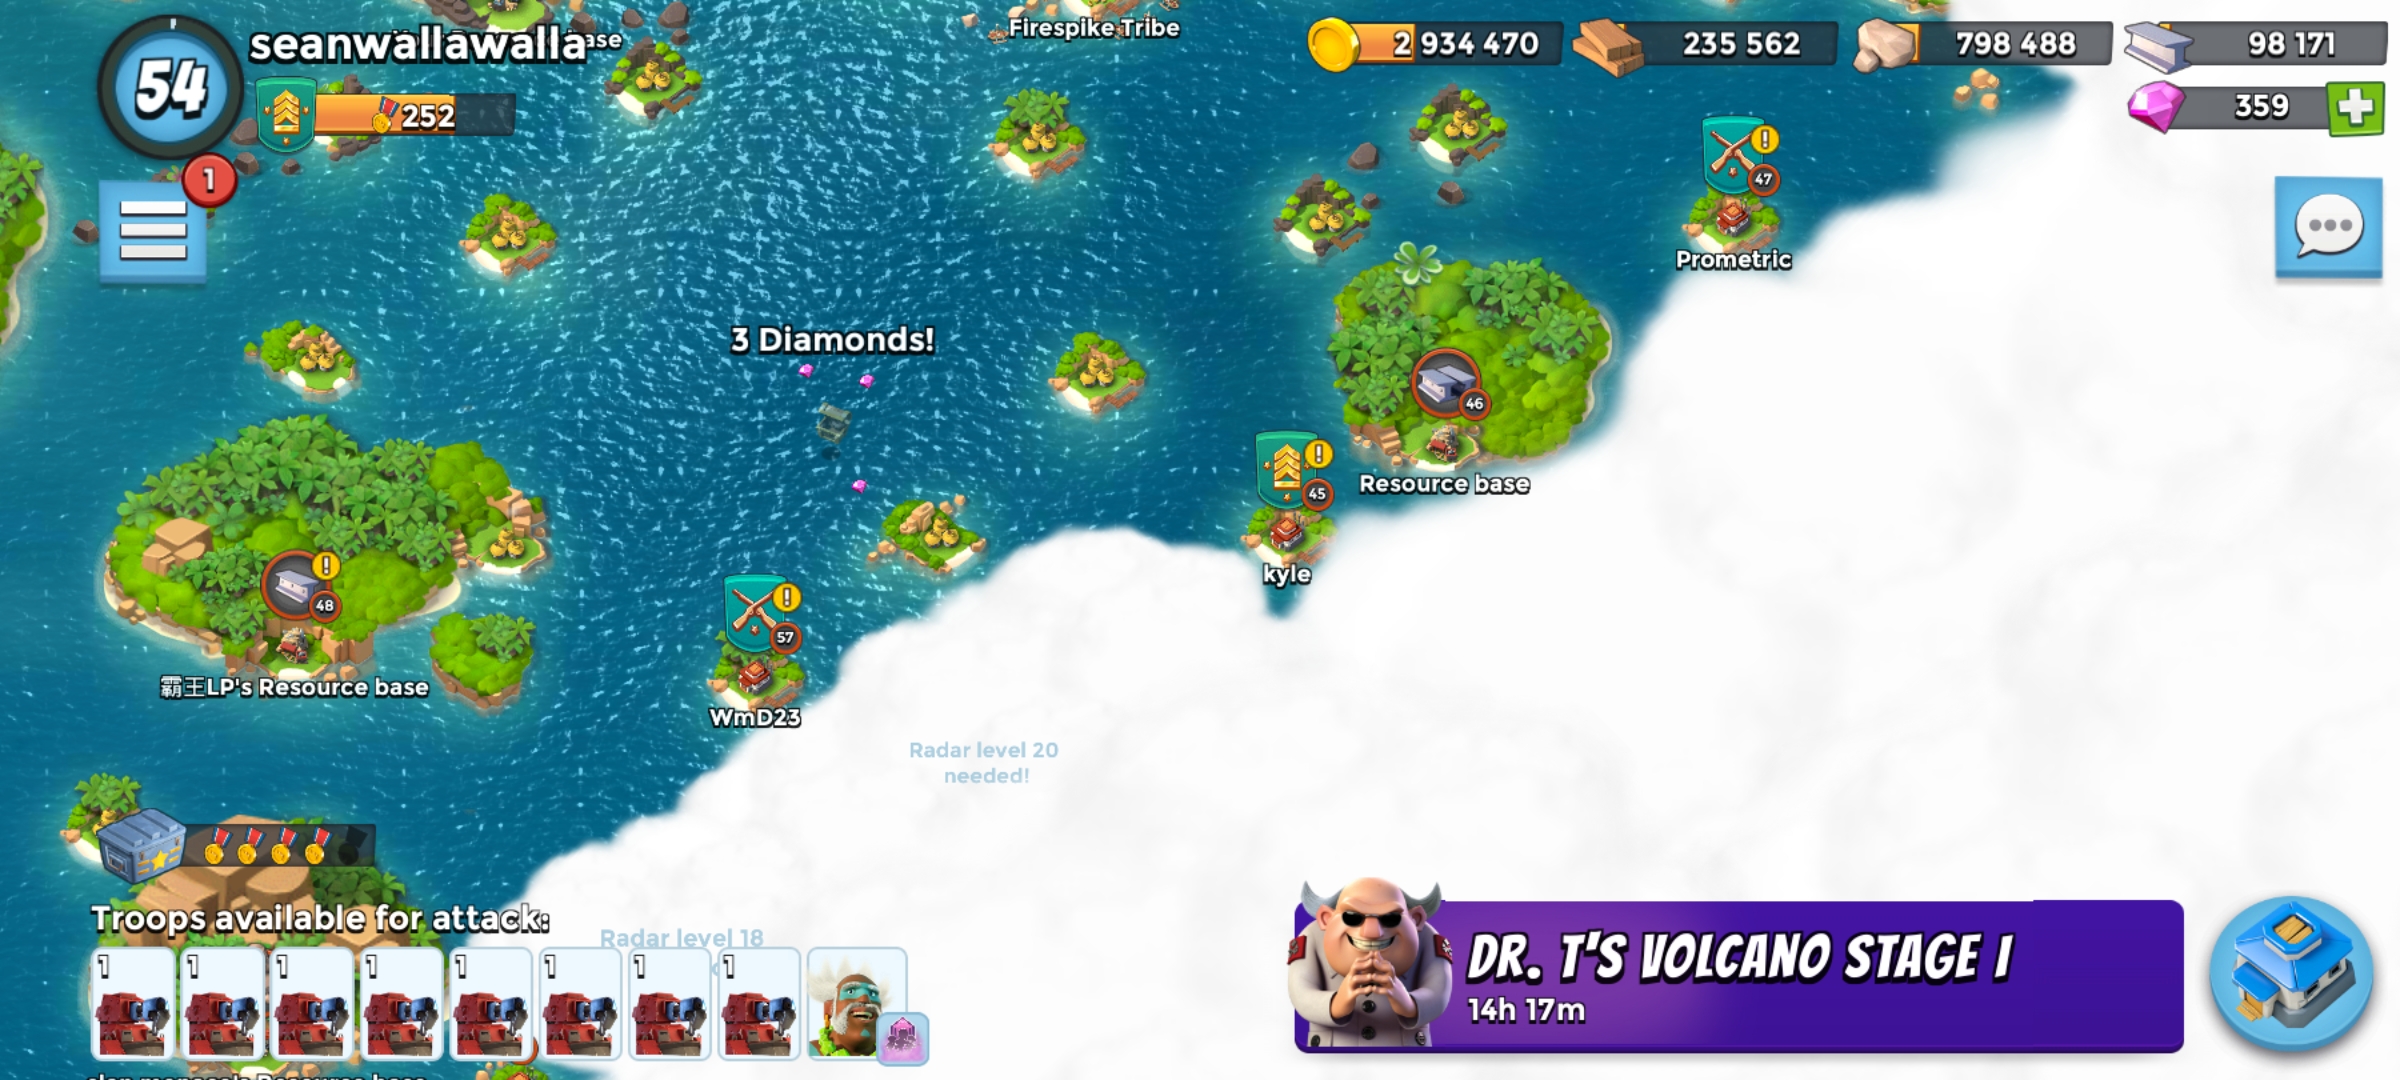 54
seanwallawalla
ase
252
1
Firespike Tribe
2 934 470
235 562
798 488
98 171
359
47
Prometric
3 Diamonds!
46
Resource base
45
kyle
48
霸王LP's Resource base
57
WmD23
Radar level 20
needed!
Troops available for attack:
Radar level 18
1
1
1
1
1
1
1
1
DR. T'S VOLCANO STAGE I
14h 17m